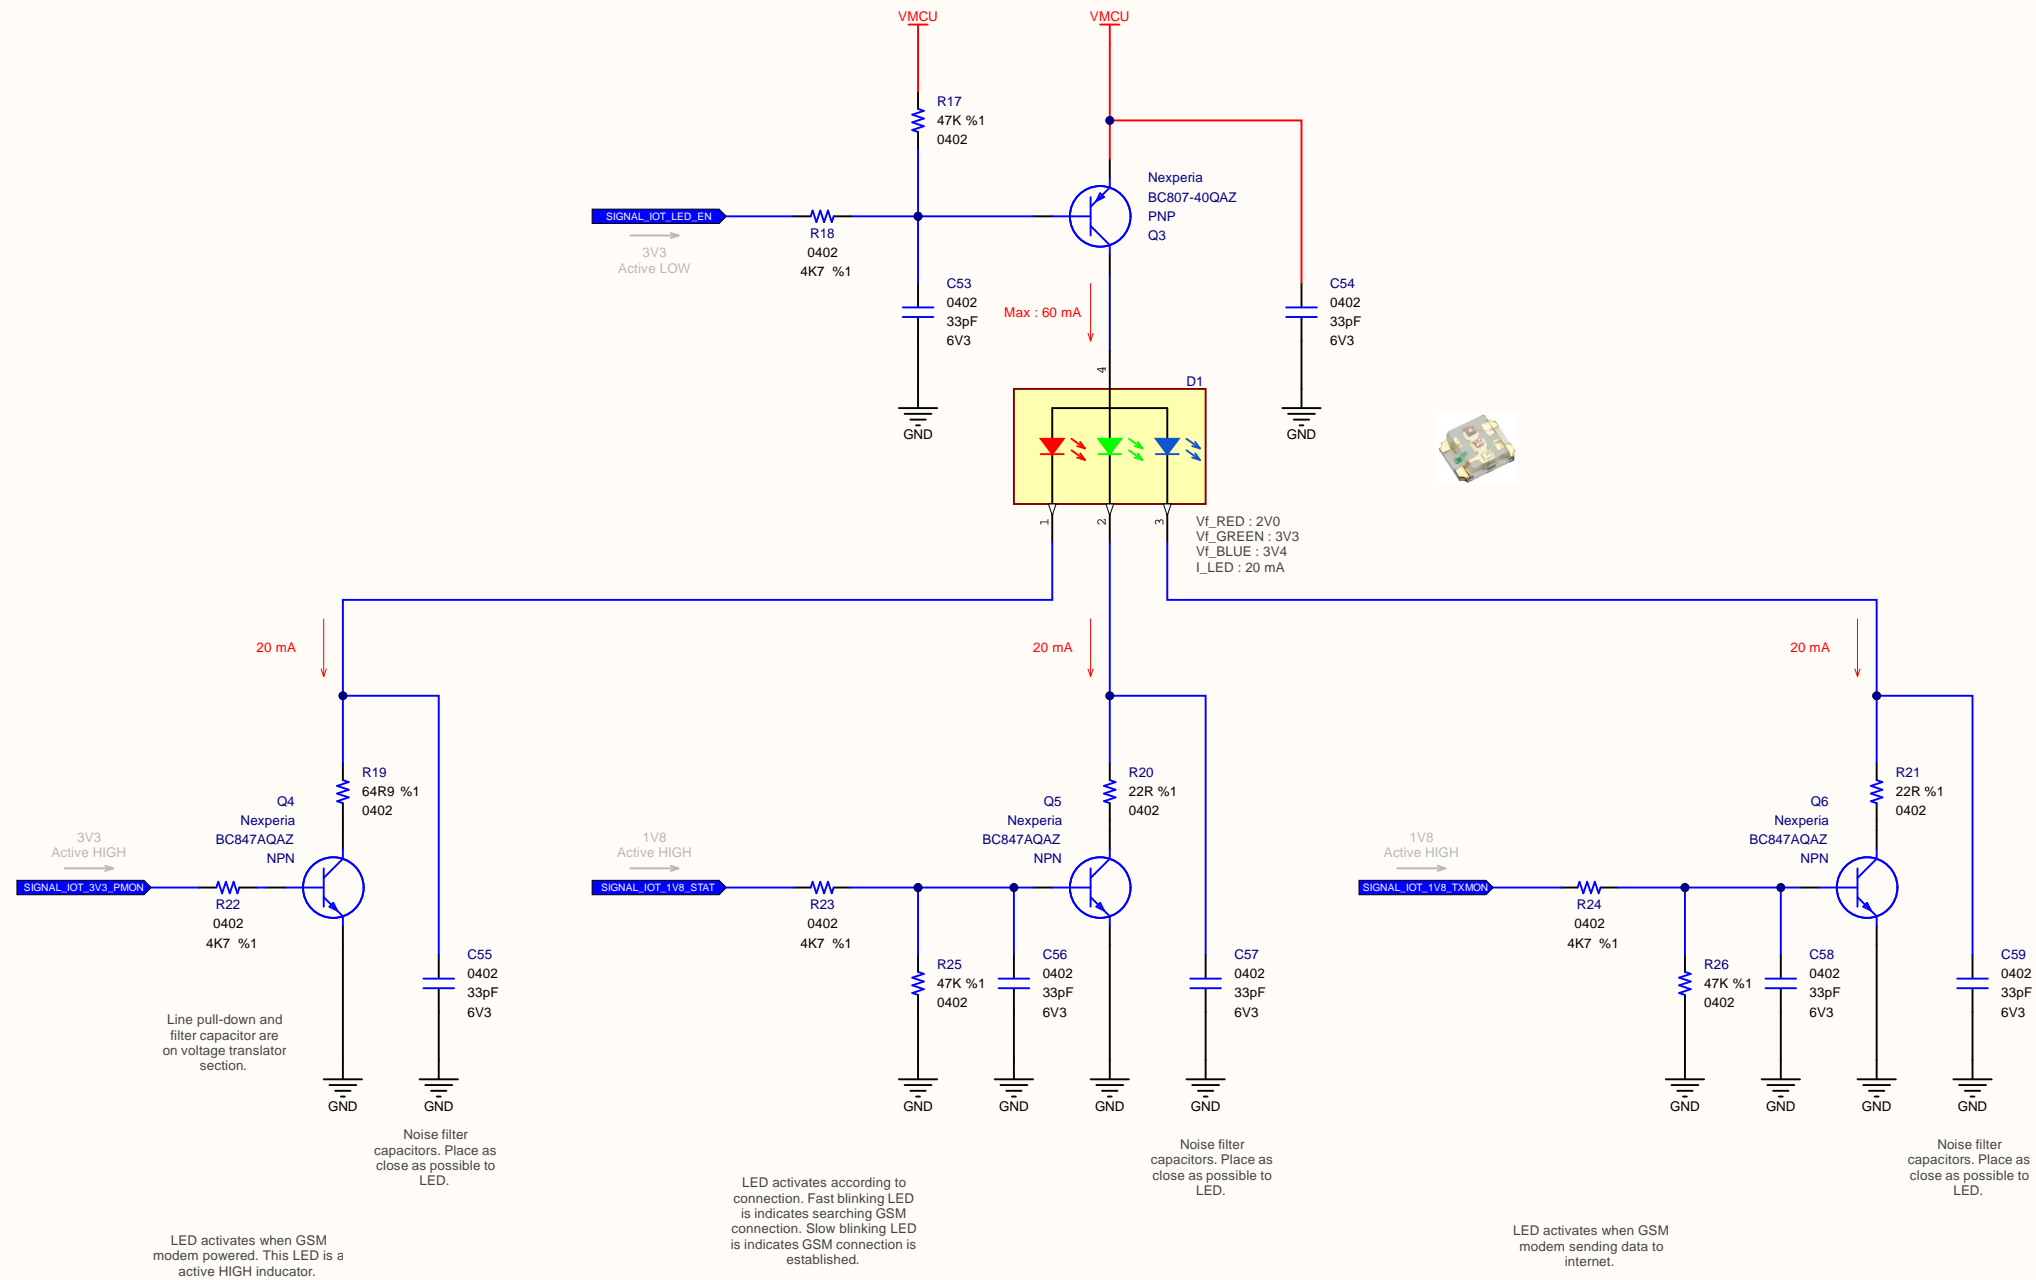 VMCU
VMCU
R17
47K %1
0402
Nexperia
BC807-40QAZ
PNP
Q3
SIGNAL_IOT_LED_EN
3V3
Active LOW
R18
0402
4K7 %1
C53
0402
33pF
6V3
GND
Max : 60 mA
C54
0402
33pF
6V3
GND
4
D1
1
2
3
Vf_RED : 2V0
Vf_GREEN : 3V3
Vf_BLUE : 3V4
I_LED : 20 mA
20 mA
20 mA
20 mA
R19
64R9 %1
0402
Q4
Nexperia
BC847AQAZ
NPN
3V3
Active HIGH
SIGNAL_IOT_3V3_PMON
R22
0402
4K7 %1
C55
0402
33pF
6V3
Line pull-down and
filter capacitor are
on voltage translator
section.
GND
GND
Noise filter
capacitors. Place as
close as possible to
LED.
LED activates when GSM
modem powered. This LED is a
active HIGH inducator.
R20
22R %1
0402
Q5
Nexperia
BC847AQAZ
NPN
1V8
Active HIGH
SIGNAL_IOT_1V8_STAT
R23
0402
4K7 %1
R25
47K %1
0402
C56
0402
33pF
6V3
C57
0402
33pF
6V3
GND
GND
GND
GND
Noise filter
capacitors. Place as
close as possible to
LED.
LED activates according to
connection. Fast blinking LED
is indicates searching GSM
connection. Slow blinking LED
is indicates GSM connection is
established.
R21
22R %1
0402
Q6
Nexperia
BC847AQAZ
NPN
1V8
Active HIGH
SIGNAL_IOT_1V8_TXMON
R24
0402
4K7 %1
R26
47K %1
0402
C58
0402
33pF
6V3
C59
0402
33pF
6V3
GND
GND
GND
GND
Noise filter
capacitors. Place as
close as possible to
LED.
LED activates when GSM
modem sending data to
internet.